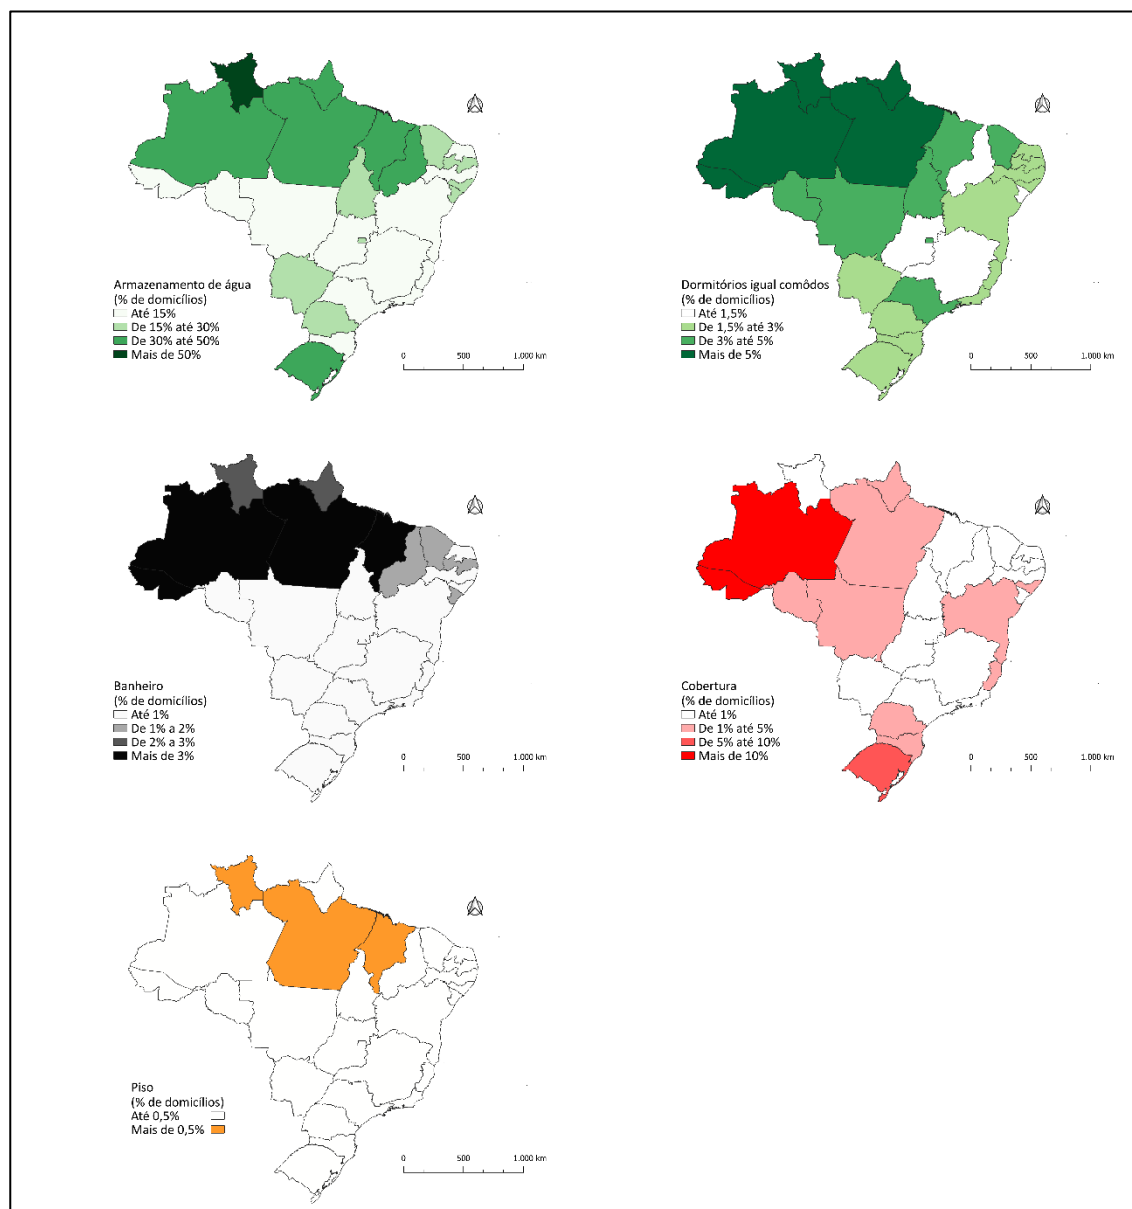 Armazenamento de água
(% de domicílios)
Até 15%
De 15% até 30%
De 30% até 50%
Mais de 50%
0 500 1.000 km
Dormitórios igual comôdos
(% de domicílios)
Até 1,5%
De 1,5% até 3%
De 3% até 5%
Mais de 5%
0 500 1.000 km
Banheiro
(% de domicílios)
Até 1%
De 1% a 2%
De 2% a 3%
Mais de 3%
0 500 1.000 km
Cobertura
(% de domicílios)
Até 1%
De 1% até 5%
De 5% até 10%
Mais de 10%
0 500 1.000 km
Piso
(% de domicílios)
Até 0,5%
Mais de 0,5%
0 500 1.000 km